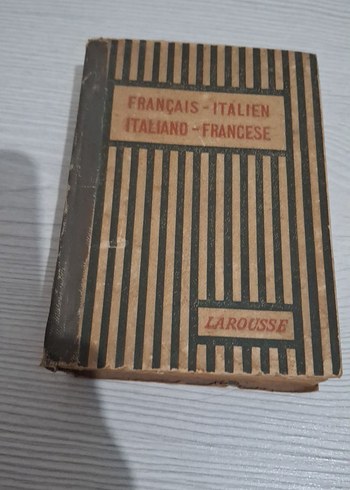 FRANÇAIS - ITALIEN
ITALIANO - FRANCESE
LAROUSSE